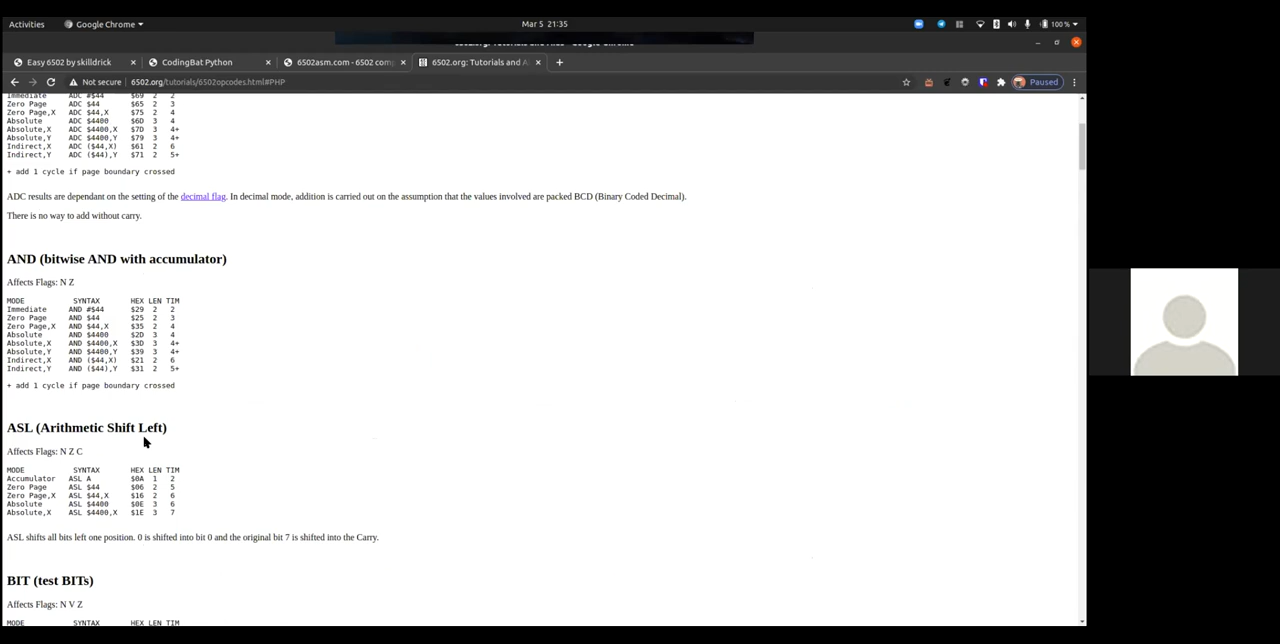 Activities
Google Chrome
Mar 5 21:35
100 %
Easy 6502 by skilldrick
CodingBat Python
6502asm.com - 6502 com
6502.org: Tutorials and A
Not secure
6502.org/tutorials/6502opcodes.html#PHP
Paused
Immediate ADC #$44 $69 2 2
Zero Page ADC $44 $65 2 3
Zero Page,X ADC $44,X $75 2 4
Absolute ADC $4400 $6D 3 4
Absolute,X ADC $4400,X $7D 3 4+
Absolute,Y ADC $4400,Y $79 3 4+
Indirect,X ADC ($44,X) $61 2 6
Indirect,Y ADC ($44),Y $71 2 5+
+ add 1 cycle if page boundary crossed
ADC results are dependant on the setting of the decimal flag. In decimal mode, addition is carried out on the assumption that the values involved are packed BCD (Binary Coded Decimal).
There is no way to add without carry.
AND (bitwise AND with accumulator)
Affects Flags: N Z
MODE SYNTAX HEX LEN TIM
Immediate AND #$44 $29 2 2
Zero Page AND $44 $25 2 3
Zero Page,X AND $44,X $35 2 4
Absolute AND $4400 $2D 3 4
Absolute,X AND $4400,X $3D 3 4+
Absolute,Y AND $4400,Y $39 3 4+
Indirect,X AND ($44,X) $21 2 6
Indirect,Y AND ($44),Y $31 2 5+
+ add 1 cycle if page boundary crossed
ASL (Arithmetic Shift Left)
Affects Flags: N Z C
MODE SYNTAX HEX LEN TIM
Accumulator ASL A $0A 1 2
Zero Page ASL $44 $06 2 5
Zero Page,X ASL $44,X $16 2 6
Absolute ASL $4400 $0E 3 6
Absolute,X ASL $4400,X $1E 3 7
ASL shifts all bits left one position. 0 is shifted into bit 0 and the original bit 7 is shifted into the Carry.
BIT (test BITs)
Affects Flags: N V Z
MODE SYNTAX HEX LEN TIM